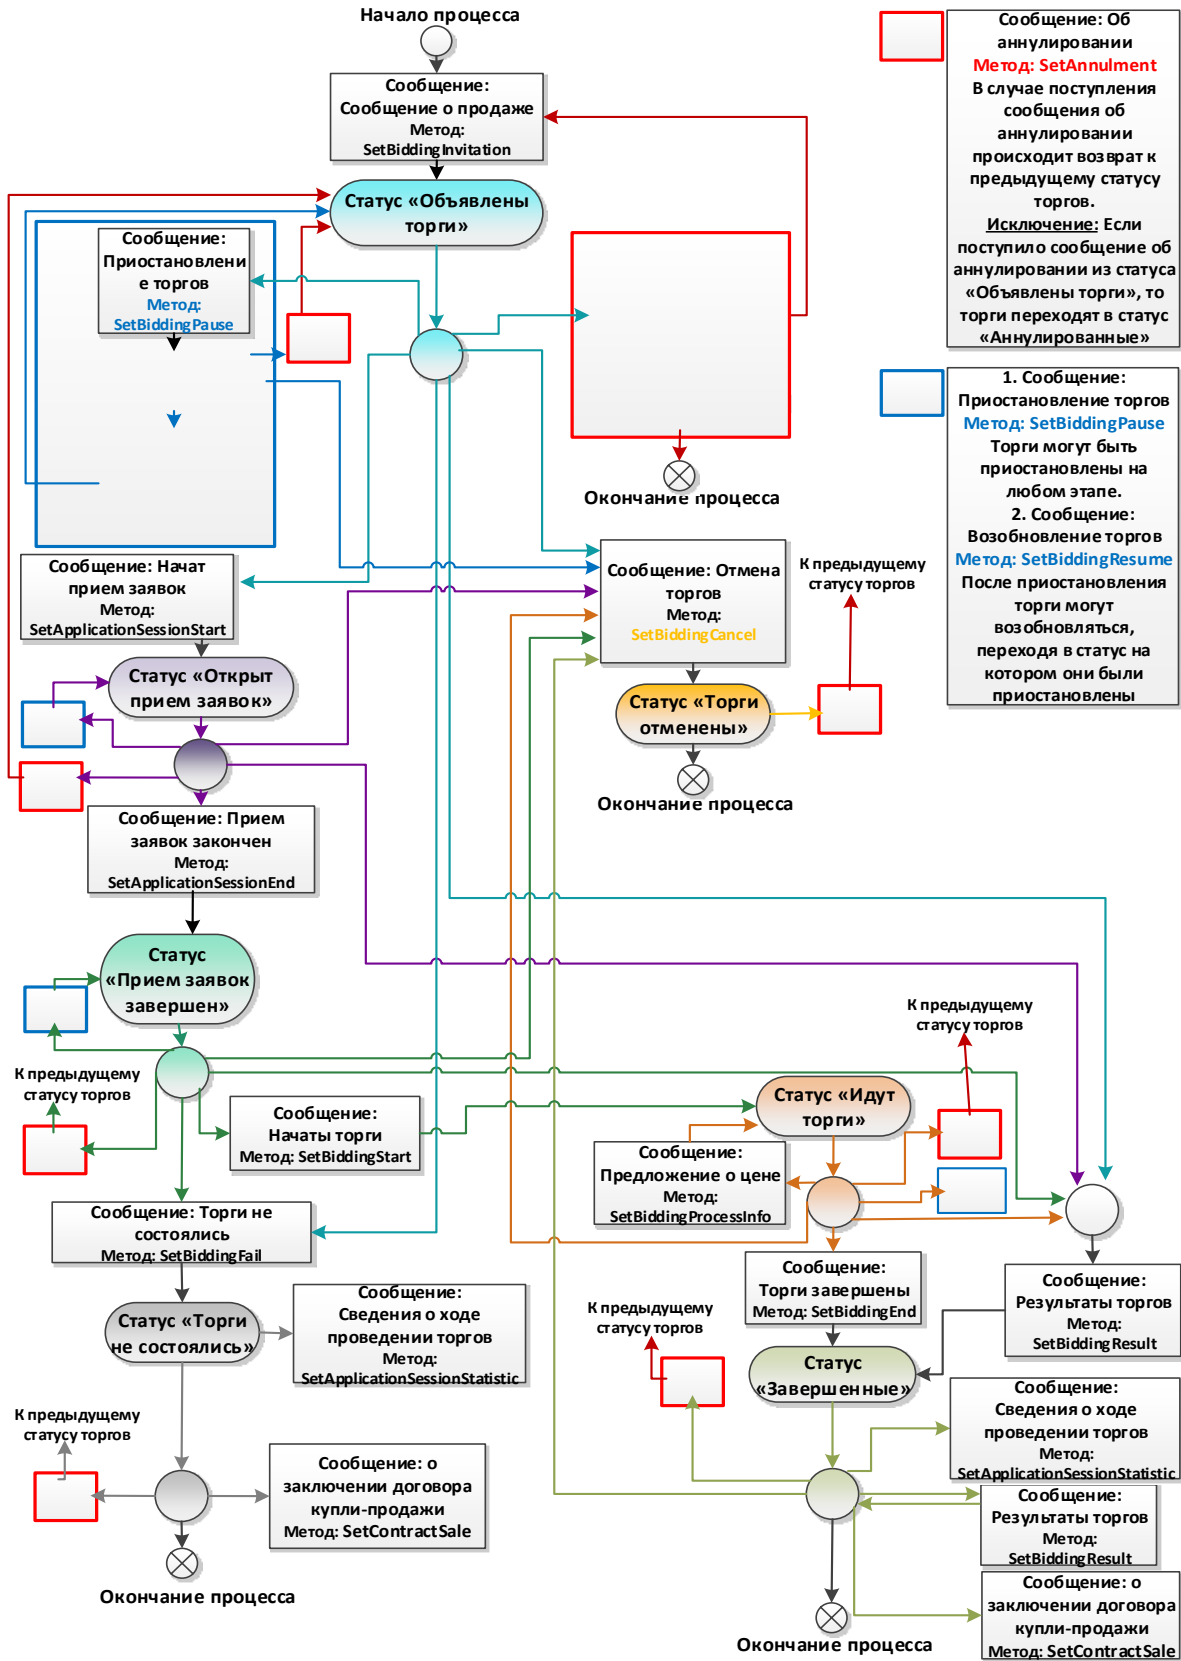 Начало процесса
Сообщение:
Сообщение о продаже
Метод:
SetBiddingInvitation
Статус «Объявлены
торги»
Сообщение:
Приостановлени
е торгов
Метод:
SetBiddingPause
Окончание процесса
Сообщение: Об
аннулировании
Метод: SetAnnulment
В случае поступления
сообщения об
аннулировании
происходит возврат к
предыдущему статусу
торгов.
Исключение: Если
поступило сообщение об
аннулировании из статуса
«Объявлены торги», то
торги переходят в статус
«Аннулированные»
1. Сообщение:
Приостановление торгов
Метод: SetBiddingPause
Торги могут быть
приостановлены на
любом этапе.
2. Сообщение:
Возобновление торгов
Метод: SetBiddingResume
После приостановления
торги могут
возобновляться,
переходя в статус на
котором они были
приостановлены
Сообщение: Начат
прием заявок
Метод:
SetApplicationSessionStart
Статус «Открыт
прием заявок»
Сообщение: Отмена
торгов
Метод:
SetBiddingCancel
К предыдущему
статусу торгов
Статус «Торги
отменены»
Окончание процесса
Сообщение: Прием
заявок закончен
Метод:
SetApplicationSessionEnd
Статус
«Прием заявок
завершен»
К предыдущему
статусу торгов
Сообщение:
Начаты торги
Метод: SetBiddingStart
К предыдущему
статусу торгов
Статус «Идут
торги»
Сообщение:
Предложение о цене
Метод:
SetBiddingProcessInfo
Сообщение: Торги не
состоялись
Метод: SetBiddingFail
Статус «Торги
не состоялись»
Сообщение:
Сведения о ходе
проведении торгов
Метод:
SetApplicationSessionStatistic
Сообщение:
Торги завершены
Метод: SetBiddingEnd
Сообщение:
Результаты торгов
Метод:
SetBiddingResult
К предыдущему
статусу торгов
Статус
«Завершенные»
Сообщение:
Сведения о ходе
проведении торгов
Метод:
SetApplicationSessionStatistic
К предыдущему
статусу торгов
Сообщение: о
заключении договора
купли-продажи
Метод: SetContractSale
Окончание процесса
Сообщение:
Результаты торгов
Метод:
SetBiddingResult
Сообщение: о
заключении договора
купли-продажи
Метод: SetContractSale
Окончание процесса